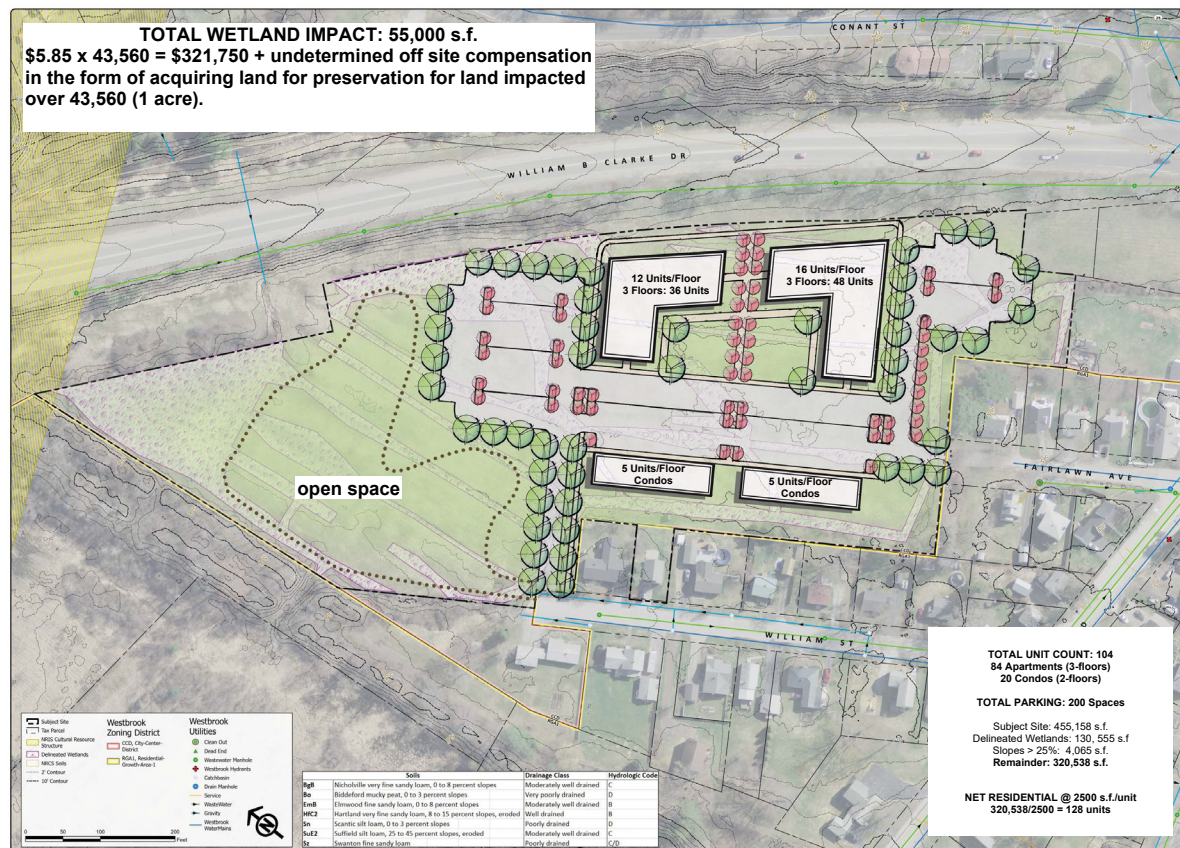 TOTAL WETLAND IMPACT: 55,000 s.f.
$5.85 x 43,560 = $321,750 + undetermined off site compensation
in the form of acquiring land for preservation for land impacted
over 43,560 (1 acre).
CONANT ST
WILLIAM B CLARKE DR
12 Units/Floor
3 Floors: 36 Units
16 Units/Floor
3 Floors: 48 Units
5 Units/Floor
Condos
5 Units/Floor
Condos
open space
FAIRLAWN AVE
WILLIAM ST
CCD
RGA1
TOTAL UNIT COUNT: 104
84 Apartments (3-floors)
20 Condos (2-floors)
TOTAL PARKING: 200 Spaces
Subject Site: 455,158 s.f.
Delineated Wetlands: 130, 555 s.f
Slopes > 25%: 4,065 s.f.
Remainder: 320,538 s.f.
NET RESIDENTIAL @ 2500 s.f./unit
320,538/2500 = 128 units
Subject Site
Tax Parcel
NRIS Cultural Resource
Structure
Delineated Wetlands
NRCS Soils
2' Contour
10' Contour
Westbrook
Zoning District
CCD, City-Center-
District
RGA1, Residential-
Growth-Area-1
Westbrook
Utilities
Clean Out
Dead End
Wastewater Manhole
Westbrook Hydrants
Catchbasin
Drain Manhole
Service
WasteWater
Gravity
Westbrook
WaterMains
0 50 100 200
Feet
Soils Drainage Class Hydrologic Code
BgB Nicholville very fine sandy loam, 0 to 8 percent slopes Moderately well drained C
Bo Biddeford mucky peat, 0 to 3 percent slopes Very poorly drained D
EmB Elmwood fine sandy loam, 0 to 8 percent slopes Moderately well drained B
HfC2 Hartland very fine sandy loam, 8 to 15 percent slopes, eroded Well drained B
Sn Scantic silt loam, 0 to 3 percent slopes Poorly drained D
SuE2 Suffield silt loam, 25 to 45 percent slopes, eroded Moderately well drained C
Sz Swanton fine sandy loam Poorly drained C/D